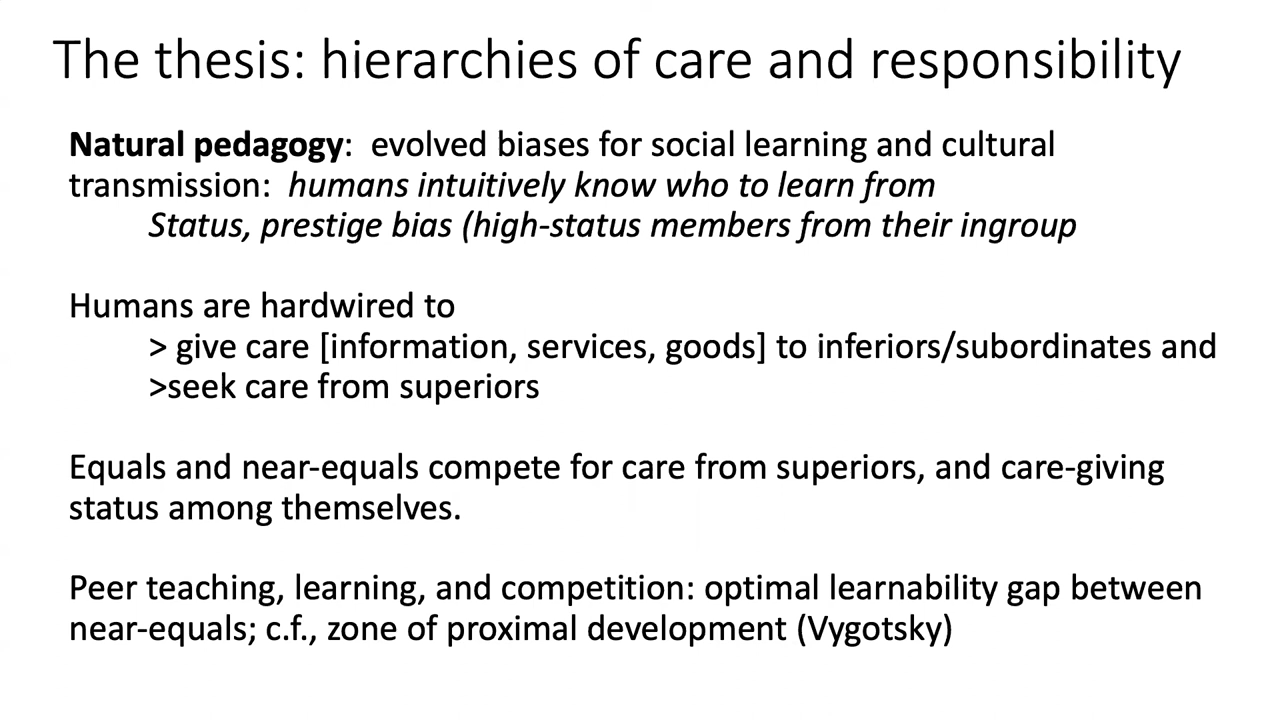 The thesis: hierarchies of care and responsibility
Natural pedagogy:  evolved biases for social learning and cultural
transmission:  humans intuitively know who to learn from
Status, prestige bias (high-status members from their ingroup
Humans are hardwired to
> give care [information, services, goods] to inferiors/subordinates and
>seek care from superiors
Equals and near-equals compete for care from superiors, and care-giving
status among themselves.
Peer teaching, learning, and competition: optimal learnability gap between
near-equals; c.f., zone of proximal development (Vygotsky)